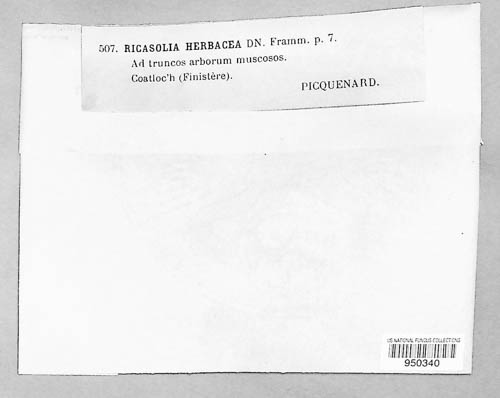 507. RICASOLIA HERBACEA DN. Framm. p. 7.
Ad truncos arborum muscosos.
Coatloc'h (Finistère).
PICQUENARD.
US NATIONAL FUNGUS COLLECTIONS
950340